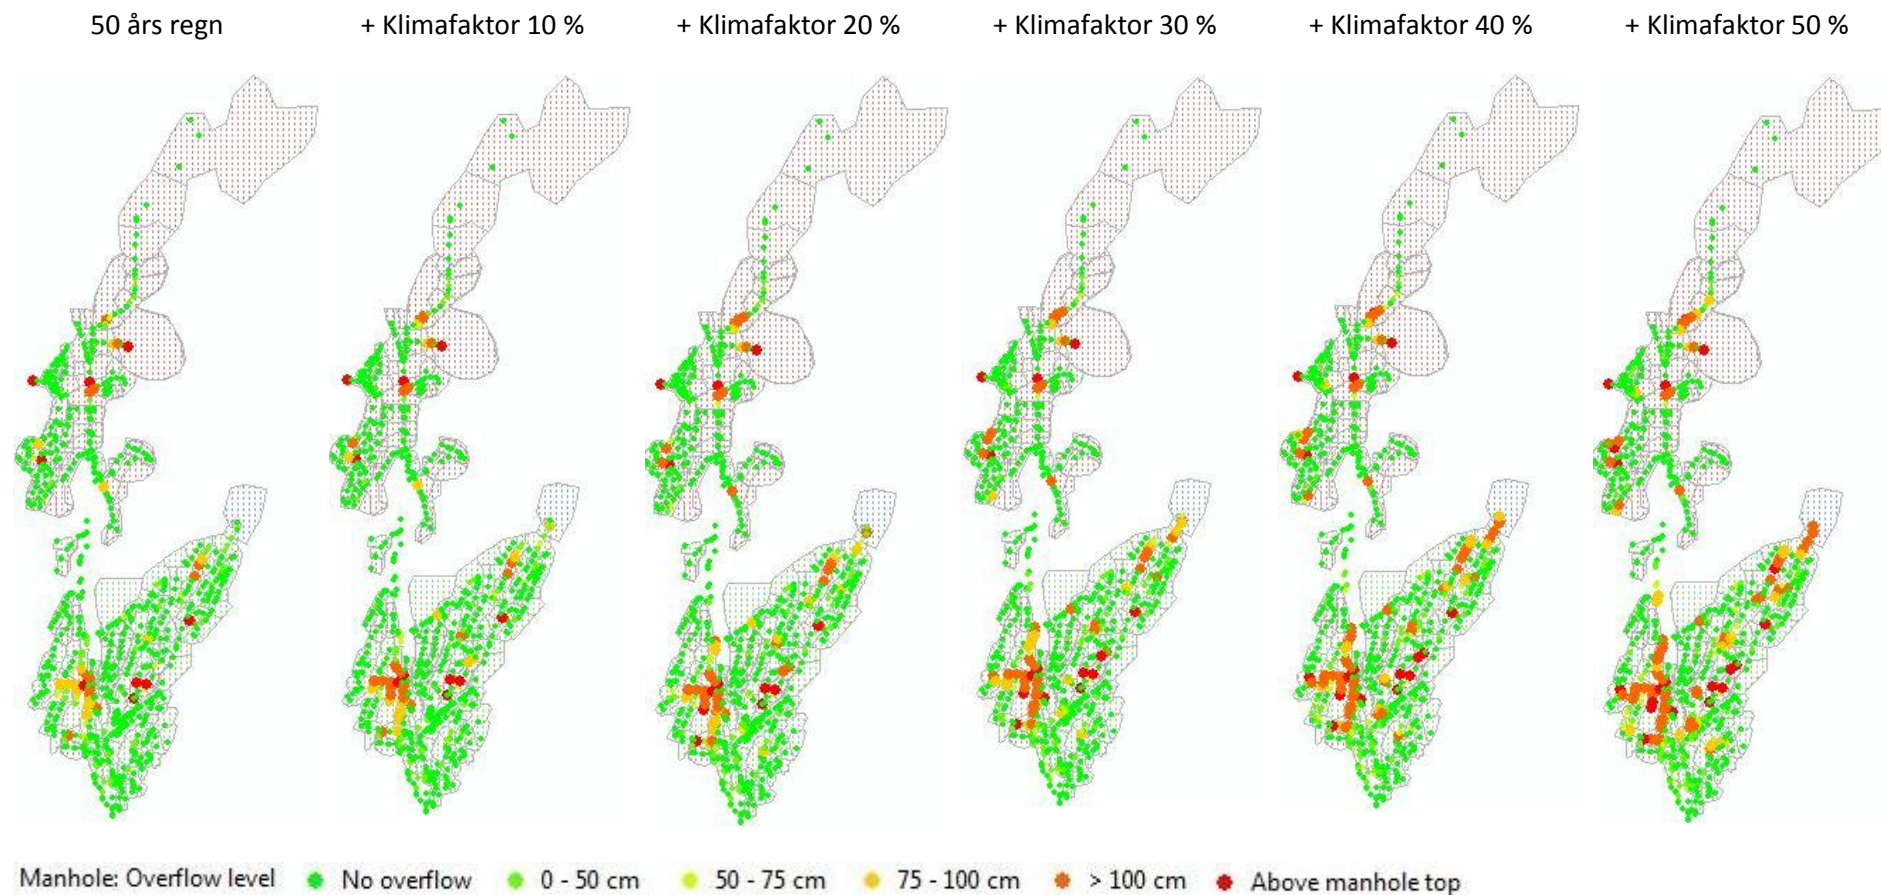 50 års regn + Klimafaktor 10 % + Klimafaktor 20 % + Klimafaktor 30 % + Klimafaktor 40 % + Klimafaktor 50 %
Manhole: Overflow level No overflow 0 - 50 cm 50 - 75 cm 75 - 100 cm > 100 cm Above manhole top